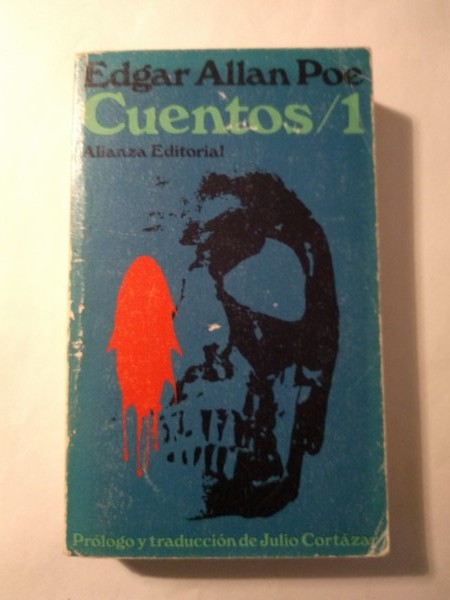 Edgar Allan Poe
Cuentos/1
Alianza Editorial
Prólogo y traducción de Julio Cortázar